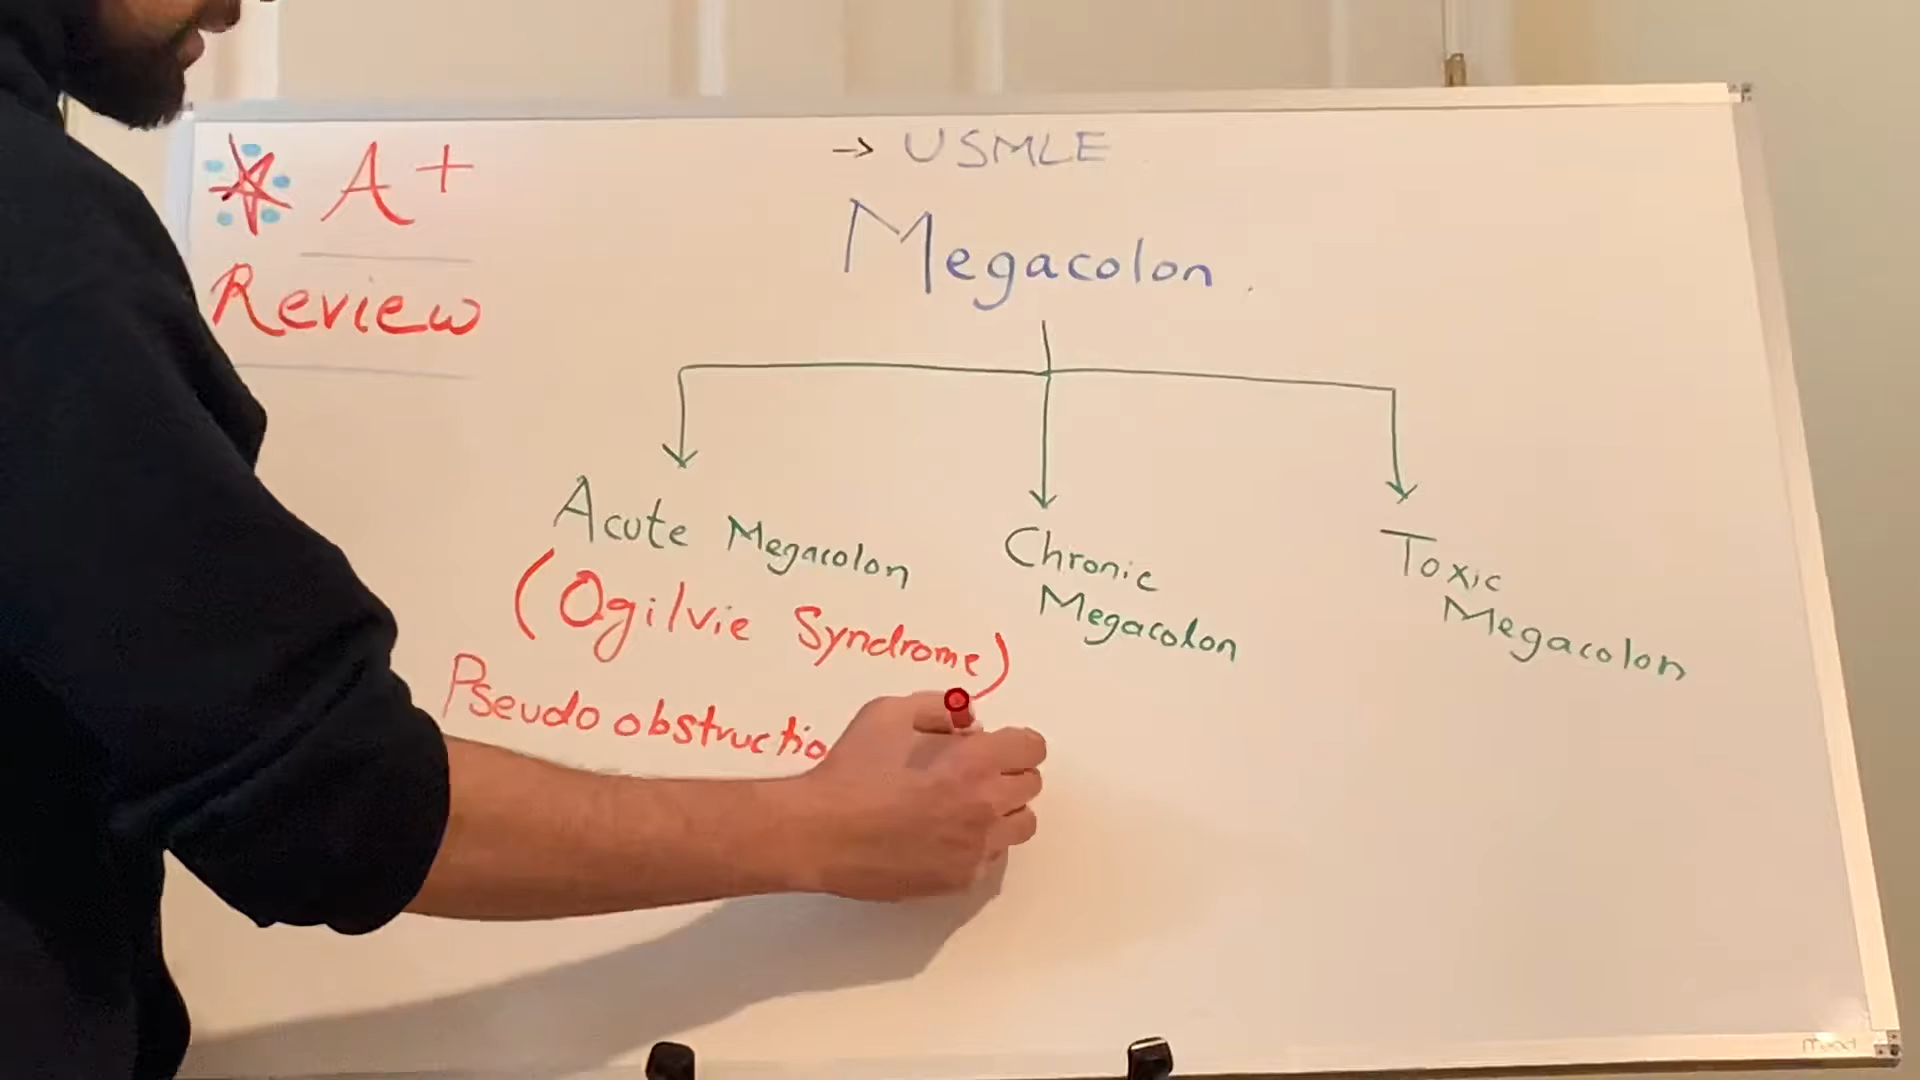 A+
Review
→ USMLE
Megacolon
Acute Megacolon
(Ogilvie Syndrome)
Pseudo obstructio
Chronic
Megacolon
Toxic
Megacolon